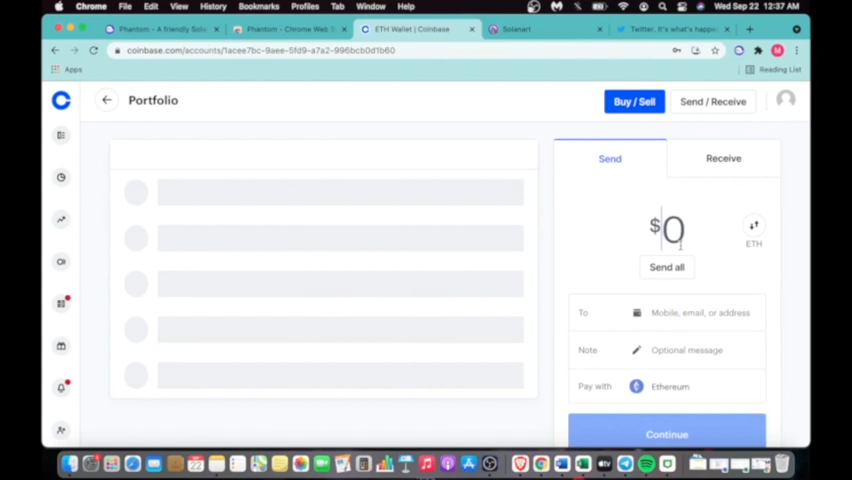 Chrome File Edit View History Bookmarks Profiles Tab Window Help
Wed Sep 22 12:37 AM
Phantom - A friendly Sola
Phantom - Chrome Web S
ETH Wallet | Coinbase
Solanart
Twitter. It's what's happen
coinbase.com/accounts/1acee7bc-9aee-5fd9-a7a2-996bcb0d1b60
M
Apps
Reading List
Portfolio
Buy / Sell
Send / Receive
Send
Receive
$0
ETH
Send all
To
Mobile, email, or address
Note
Optional message
Pay with
Ethereum
Continue